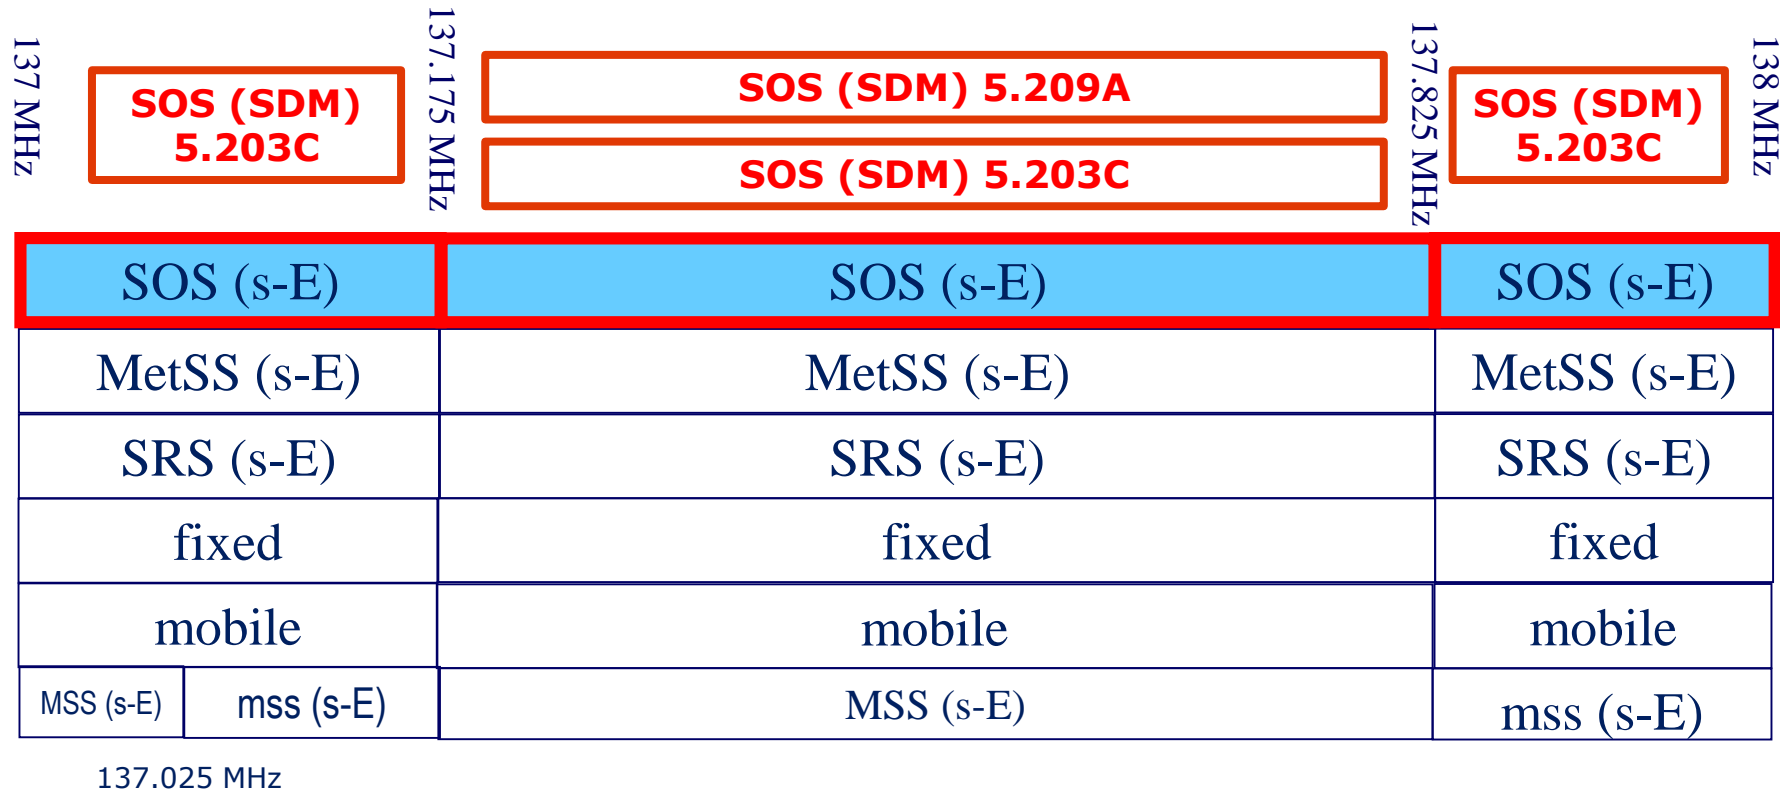 137 MHz
137.175 MHz
137.825 MHz
138 MHz
SOS (SDM)
5.203C
SOS (SDM) 5.209A
SOS (SDM) 5.203C
SOS (SDM)
5.203C
SOS (s-E)
SOS (s-E)
SOS (s-E)
MetSS (s-E)
MetSS (s-E)
MetSS (s-E)
SRS (s-E)
SRS (s-E)
SRS (s-E)
fixed
fixed
fixed
mobile
mobile
mobile
MSS (s-E)
mss (s-E)
MSS (s-E)
mss (s-E)
137.025 MHz